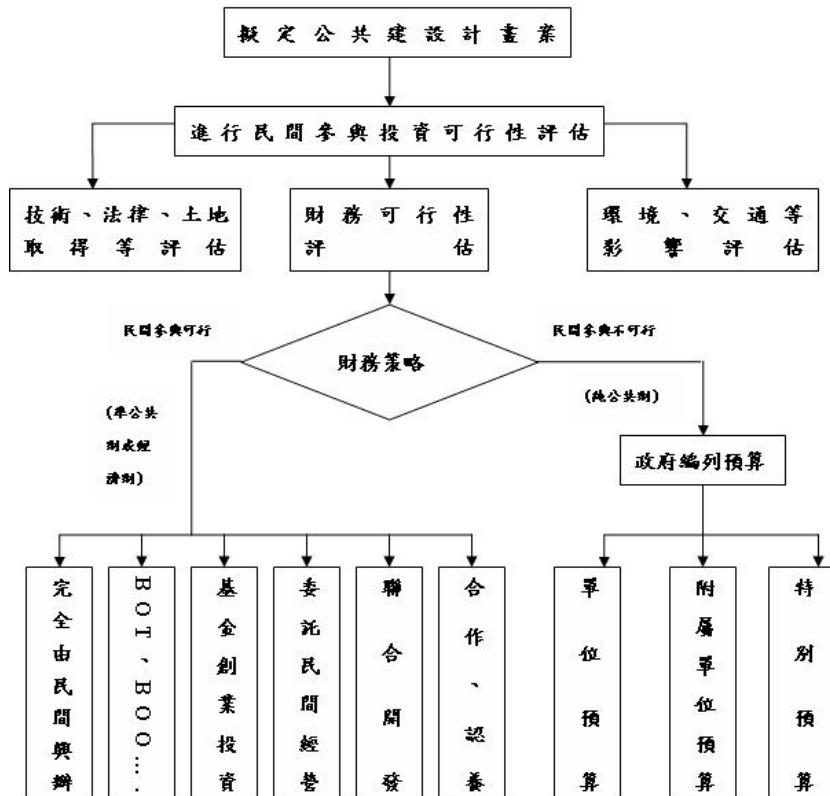 擬定公共建設計畫案
進行民間參與投資可行性評估
技術、法律、土地
取得等評估
財務可行性
評估
環境、交通等
影響評估
民間參與可行
民間參與不可行
財務策略
(準公共
財或經
濟財)
(純公共財)
政府編列預算
完全由民間興辦
BOT、BOO....
基金創業投資
委託民間經營
聯合開發
合作、認養
單位預算
附屬單位預算
特別預算